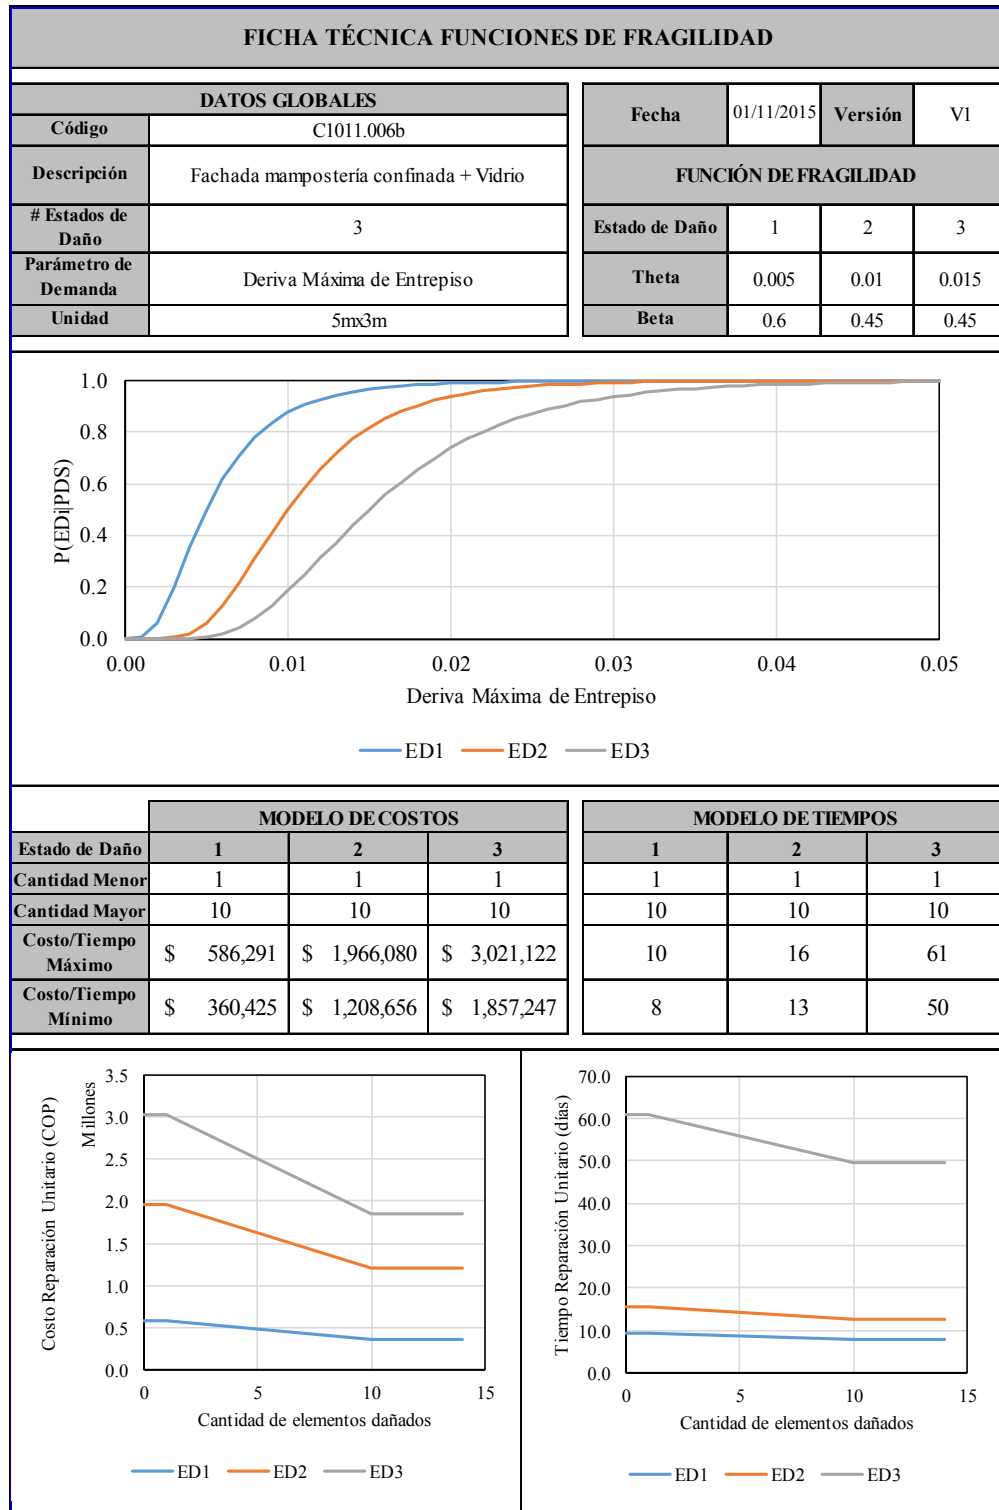 FICHA TÉCNICA FUNCIONES DE FRAGILIDAD
DATOS GLOBALES
Código C1011.006b
Descripción Fachada mampostería confinada + Vidrio
# Estados de
Daño 3
Parámetro de
Demanda Deriva Máxima de Entrepiso
Unidad 5mx3m
Fecha 01/11/2015 Versión V1
FUNCIÓN DE FRAGILIDAD
Estado de Daño 1 2 3
Theta 0.005 0.01 0.015
Beta 0.6 0.45 0.45
P(EDi|PDS)
1.0
0.8
0.6
0.4
0.2
0.0
0.00 0.01 0.02 0.03 0.04 0.05
Deriva Máxima de Entrepiso
ED1 ED2 ED3
MODELO DE COSTOS MODELO DE TIEMPOS
Estado de Daño 1 2 3 1 2 3
Cantidad Menor 1 1 1 1 1 1
Cantidad Mayor 10 10 10 10 10 10
Costo/Tiempo
Máximo $ 586,291 $ 1,966,080 $ 3,021,122 10 16 61
Costo/Tiempo
Mínimo $ 360,425 $ 1,208,656 $ 1,857,247 8 13 50
Costo Reparación Unitario (COP)
Millones
3.5
3.0
2.5
2.0
1.5
1.0
0.5
0.0
0 5 10 15
Cantidad de elementos dañados
ED1 ED2 ED3
Tiempo Reparación Unitario (días)
70.0
60.0
50.0
40.0
30.0
20.0
10.0
0.0
0 5 10 15
Cantidad de elementos dañados
ED1 ED2 ED3